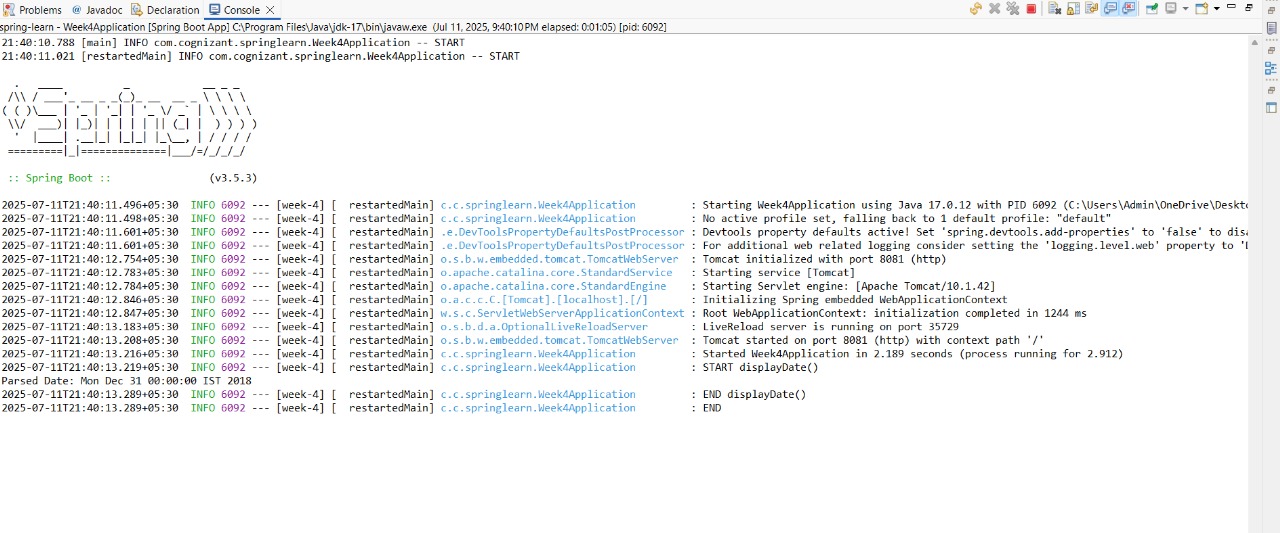 Problems  Javadoc  Declaration  Console
spring-learn - Week4Application [Spring Boot App] C:\Program Files\Java\jdk-17\bin\javaw.exe (Jul 11, 2025, 9:40:10 PM elapsed: 0:01:05) [pid: 6092]
21:40:10.788 [main] INFO com.cognizant.springlearn.Week4Application -- START
21:40:11.021 [restartedMain] INFO com.cognizant.springlearn.Week4Application -- START
  .   ____          _            __ _ _
 /\\ / ___'_ __ _ _(_)_ __  __ _ \ \ \ \
( ( )\___ | '_ | '_| | '_ \/ _` | \ \ \ \
 \\/  ___)| |_)| | | | | || (_| |  ) ) ) )
  '  |____| .__|_| |_|_| |_\__, | / / / /
 =========|_|==============|___/=/_/_/_/
 :: Spring Boot ::                (v3.5.3)
2025-07-11T21:40:11.496+05:30  INFO 6092 --- [week-4] [  restartedMain] c.c.springlearn.Week4Application         : Starting Week4Application using Java 17.0.12 with PID 6092 (C:\Users\Admin\OneDrive\Deskto
2025-07-11T21:40:11.498+05:30  INFO 6092 --- [week-4] [  restartedMain] c.c.springlearn.Week4Application         : No active profile set, falling back to 1 default profile: "default"
2025-07-11T21:40:11.601+05:30  INFO 6092 --- [week-4] [  restartedMain] .e.DevToolsPropertyDefaultsPostProcessor : Devtools property defaults active! Set 'spring.devtools.add-properties' to 'false' to disa
2025-07-11T21:40:11.601+05:30  INFO 6092 --- [week-4] [  restartedMain] .e.DevToolsPropertyDefaultsPostProcessor : For additional web related logging consider setting the 'logging.level.web' property to 'D
2025-07-11T21:40:12.754+05:30  INFO 6092 --- [week-4] [  restartedMain] o.s.b.w.embedded.tomcat.TomcatWebServer  : Tomcat initialized with port 8081 (http)
2025-07-11T21:40:12.783+05:30  INFO 6092 --- [week-4] [  restartedMain] o.apache.catalina.core.StandardService   : Starting service [Tomcat]
2025-07-11T21:40:12.784+05:30  INFO 6092 --- [week-4] [  restartedMain] o.apache.catalina.core.StandardEngine    : Starting Servlet engine: [Apache Tomcat/10.1.42]
2025-07-11T21:40:12.846+05:30  INFO 6092 --- [week-4] [  restartedMain] o.a.c.c.C.[Tomcat].[localhost].[/]       : Initializing Spring embedded WebApplicationContext
2025-07-11T21:40:12.847+05:30  INFO 6092 --- [week-4] [  restartedMain] w.s.c.ServletWebServerApplicationContext : Root WebApplicationContext: initialization completed in 1244 ms
2025-07-11T21:40:13.183+05:30  INFO 6092 --- [week-4] [  restartedMain] o.s.b.d.a.OptionalLiveReloadServer       : LiveReload server is running on port 35729
2025-07-11T21:40:13.208+05:30  INFO 6092 --- [week-4] [  restartedMain] o.s.b.w.embedded.tomcat.TomcatWebServer  : Tomcat started on port 8081 (http) with context path '/'
2025-07-11T21:40:13.216+05:30  INFO 6092 --- [week-4] [  restartedMain] c.c.springlearn.Week4Application         : Started Week4Application in 2.189 seconds (process running for 2.912)
2025-07-11T21:40:13.219+05:30  INFO 6092 --- [week-4] [  restartedMain] c.c.springlearn.Week4Application         : START displayDate()
Parsed Date: Mon Dec 31 00:00:00 IST 2018
2025-07-11T21:40:13.289+05:30  INFO 6092 --- [week-4] [  restartedMain] c.c.springlearn.Week4Application         : END displayDate()
2025-07-11T21:40:13.289+05:30  INFO 6092 --- [week-4] [  restartedMain] c.c.springlearn.Week4Application         : END